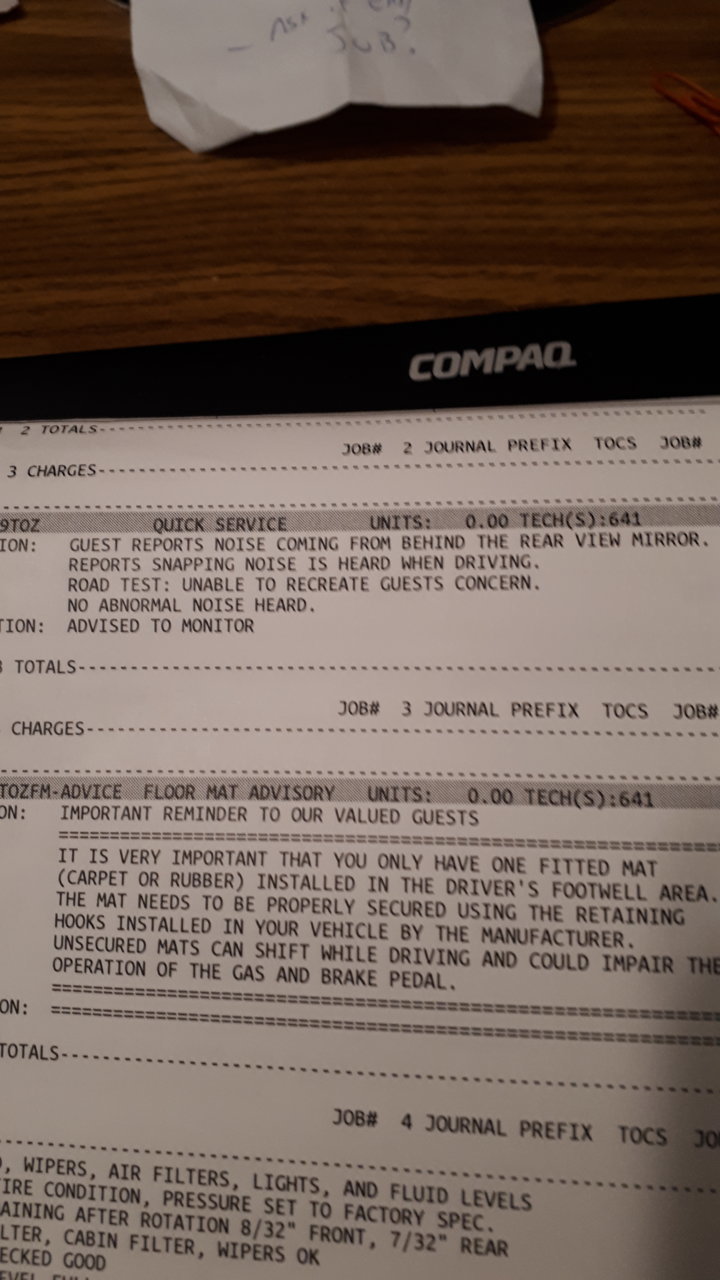 - ASK
SUB?
COMPAQ
2 TOTALS
JOB# 2 JOURNAL PREFIX TOCS JOB#
3 CHARGES
9TOZ QUICK SERVICE UNITS: 0.00 TECH(S):641
ION: GUEST REPORTS NOISE COMING FROM BEHIND THE REAR VIEW MIRROR.
REPORTS SNAPPING NOISE IS HEARD WHEN DRIVING.
ROAD TEST: UNABLE TO RECREATE GUESTS CONCERN.
NO ABNORMAL NOISE HEARD.
TION: ADVISED TO MONITOR
3 TOTALS
JOB# 3 JOURNAL PREFIX TOCS JOB#
CHARGES
TOZFM-ADVICE FLOOR MAT ADVISORY UNITS: 0.00 TECH(S):641
ON: IMPORTANT REMINDER TO OUR VALUED GUESTS
IT IS VERY IMPORTANT THAT YOU ONLY HAVE ONE FITTED MAT
(CARPET OR RUBBER) INSTALLED IN THE DRIVER'S FOOTWELL AREA.
THE MAT NEEDS TO BE PROPERLY SECURED USING THE RETAINING
HOOKS INSTALLED IN YOUR VEHICLE BY THE MANUFACTURER.
UNSECURED MATS CAN SHIFT WHILE DRIVING AND COULD IMPAIR THE
OPERATION OF THE GAS AND BRAKE PEDAL.
ON:
TOTALS
JOB# 4 JOURNAL PREFIX TOCS JO
, WIPERS, AIR FILTERS, LIGHTS, AND FLUID LEVELS
IRE CONDITION, PRESSURE SET TO FACTORY SPEC.
AINING AFTER ROTATION 8/32" FRONT, 7/32" REAR
LTER, CABIN FILTER, WIPERS OK
ECKED GOOD